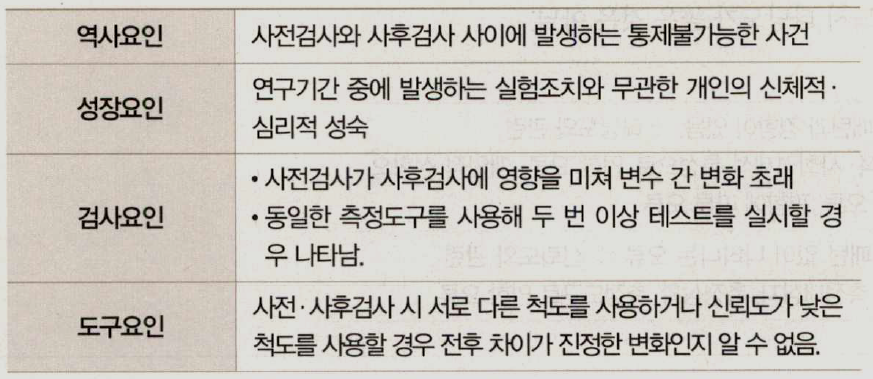 역사요인
사전검사와 사후검사 사이에 발생하는 통제불가능한 사건
성장요인
연구기간 중에 발생하는 실험조치와 무관한 개인의 신체적·
심리적 성숙
검사요인
• 사전검사가 사후검사에 영향을 미쳐 변수 간 변화 초래
• 동일한 측정도구를 사용해 두 번 이상 테스트를 실시할 경
우 나타남.
도구요인
사전·사후검사 시 서로 다른 척도를 사용하거나 신뢰도가 낮은
척도를 사용할 경우 전후 차이가 진정한 변화인지 알 수 없음.